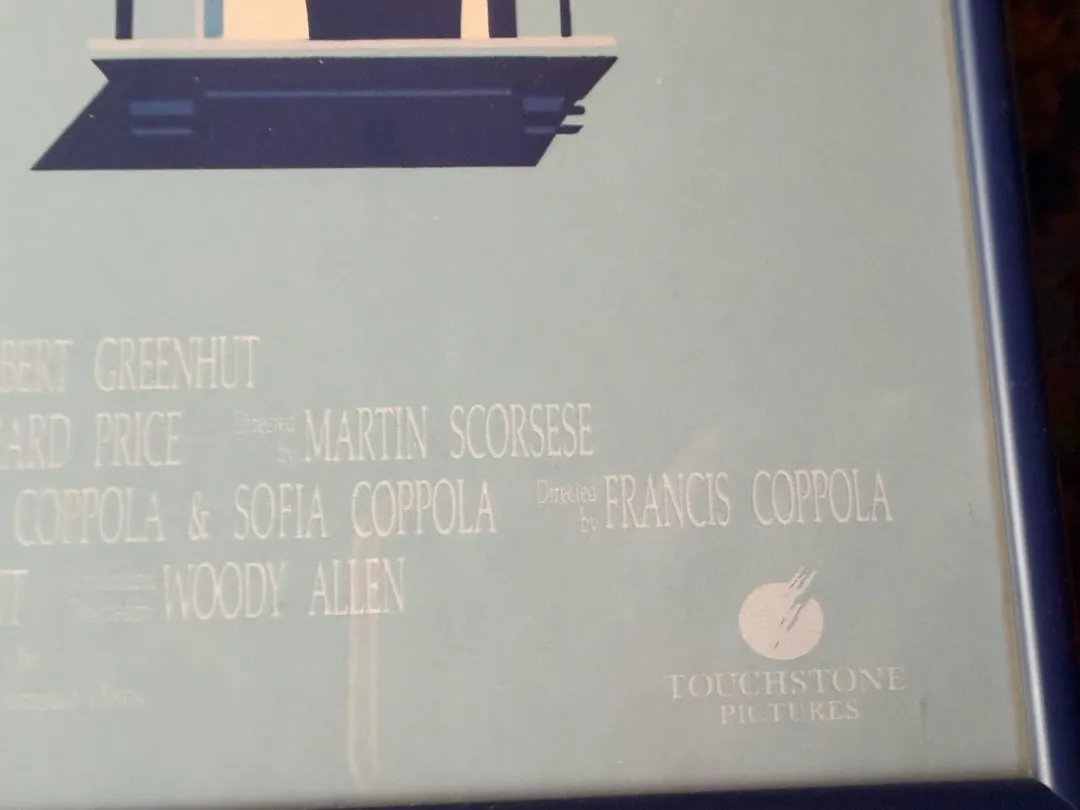 BERT GREENHUT
ARD PRICE Directed by MARTIN SCORSESE
COPPOLA & SOFIA COPPOLA Directed by FRANCIS COPPOLA
TT WOODY ALLEN
TOUCHSTONE
PICTURES